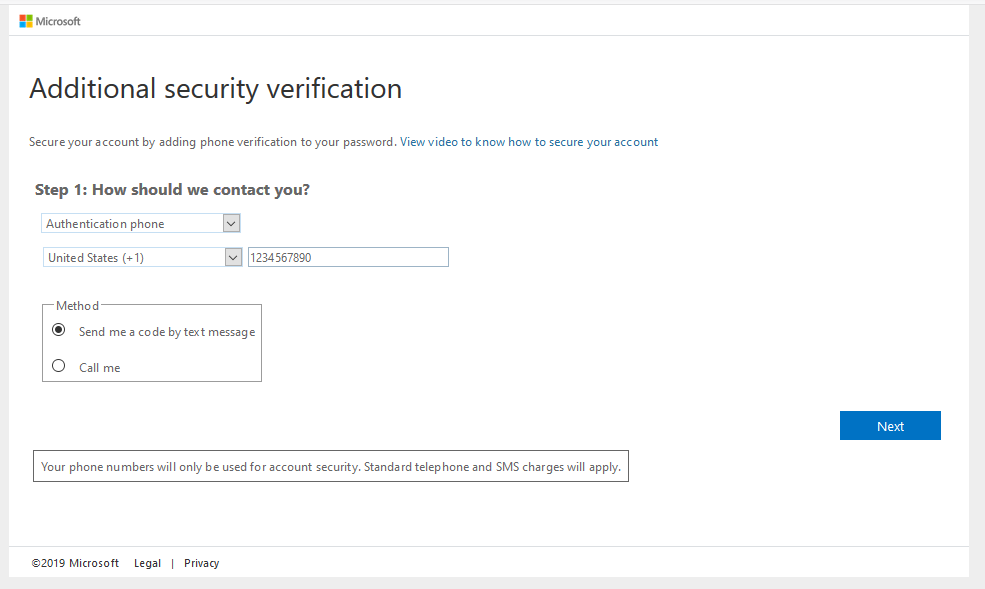 Microsoft
Additional security verification
Secure your account by adding phone verification to your password. View video to know how to secure your account
Step 1: How should we contact you?
Authentication phone
United States (+1) 1234567890
Method
Send me a code by text message
Call me
Next
Your phone numbers will only be used for account security. Standard telephone and SMS charges will apply.
©2019 Microsoft Legal | Privacy